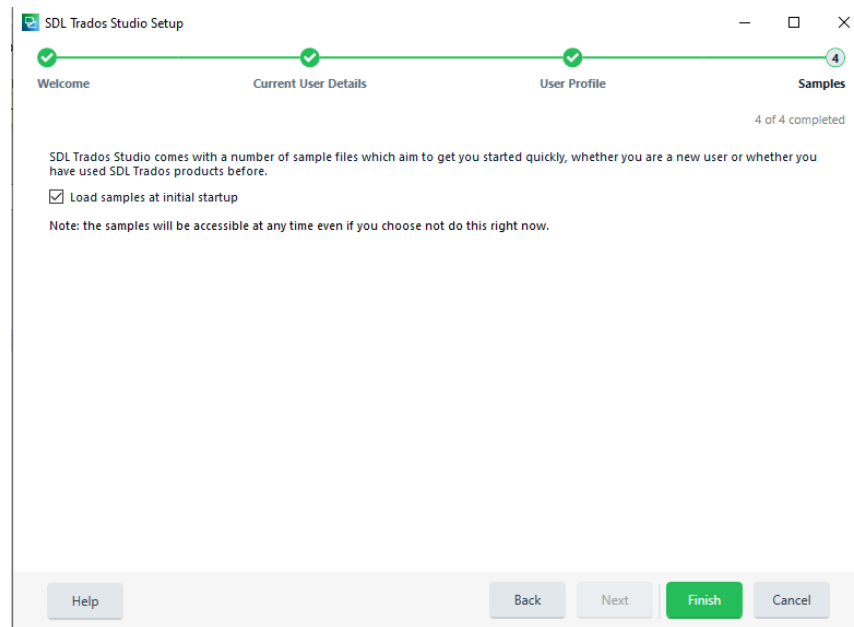 SDL Trados Studio Setup
4
Welcome
Current User Details
User Profile
Samples
4 of 4 completed
SDL Trados Studio comes with a number of sample files which aim to get you started quickly, whether you are a new user or whether you
have used SDL Trados products before.
Load samples at initial startup
Note: the samples will be accessible at any time even if you choose not do this right now.
Help
Back
Next
Finish
Cancel